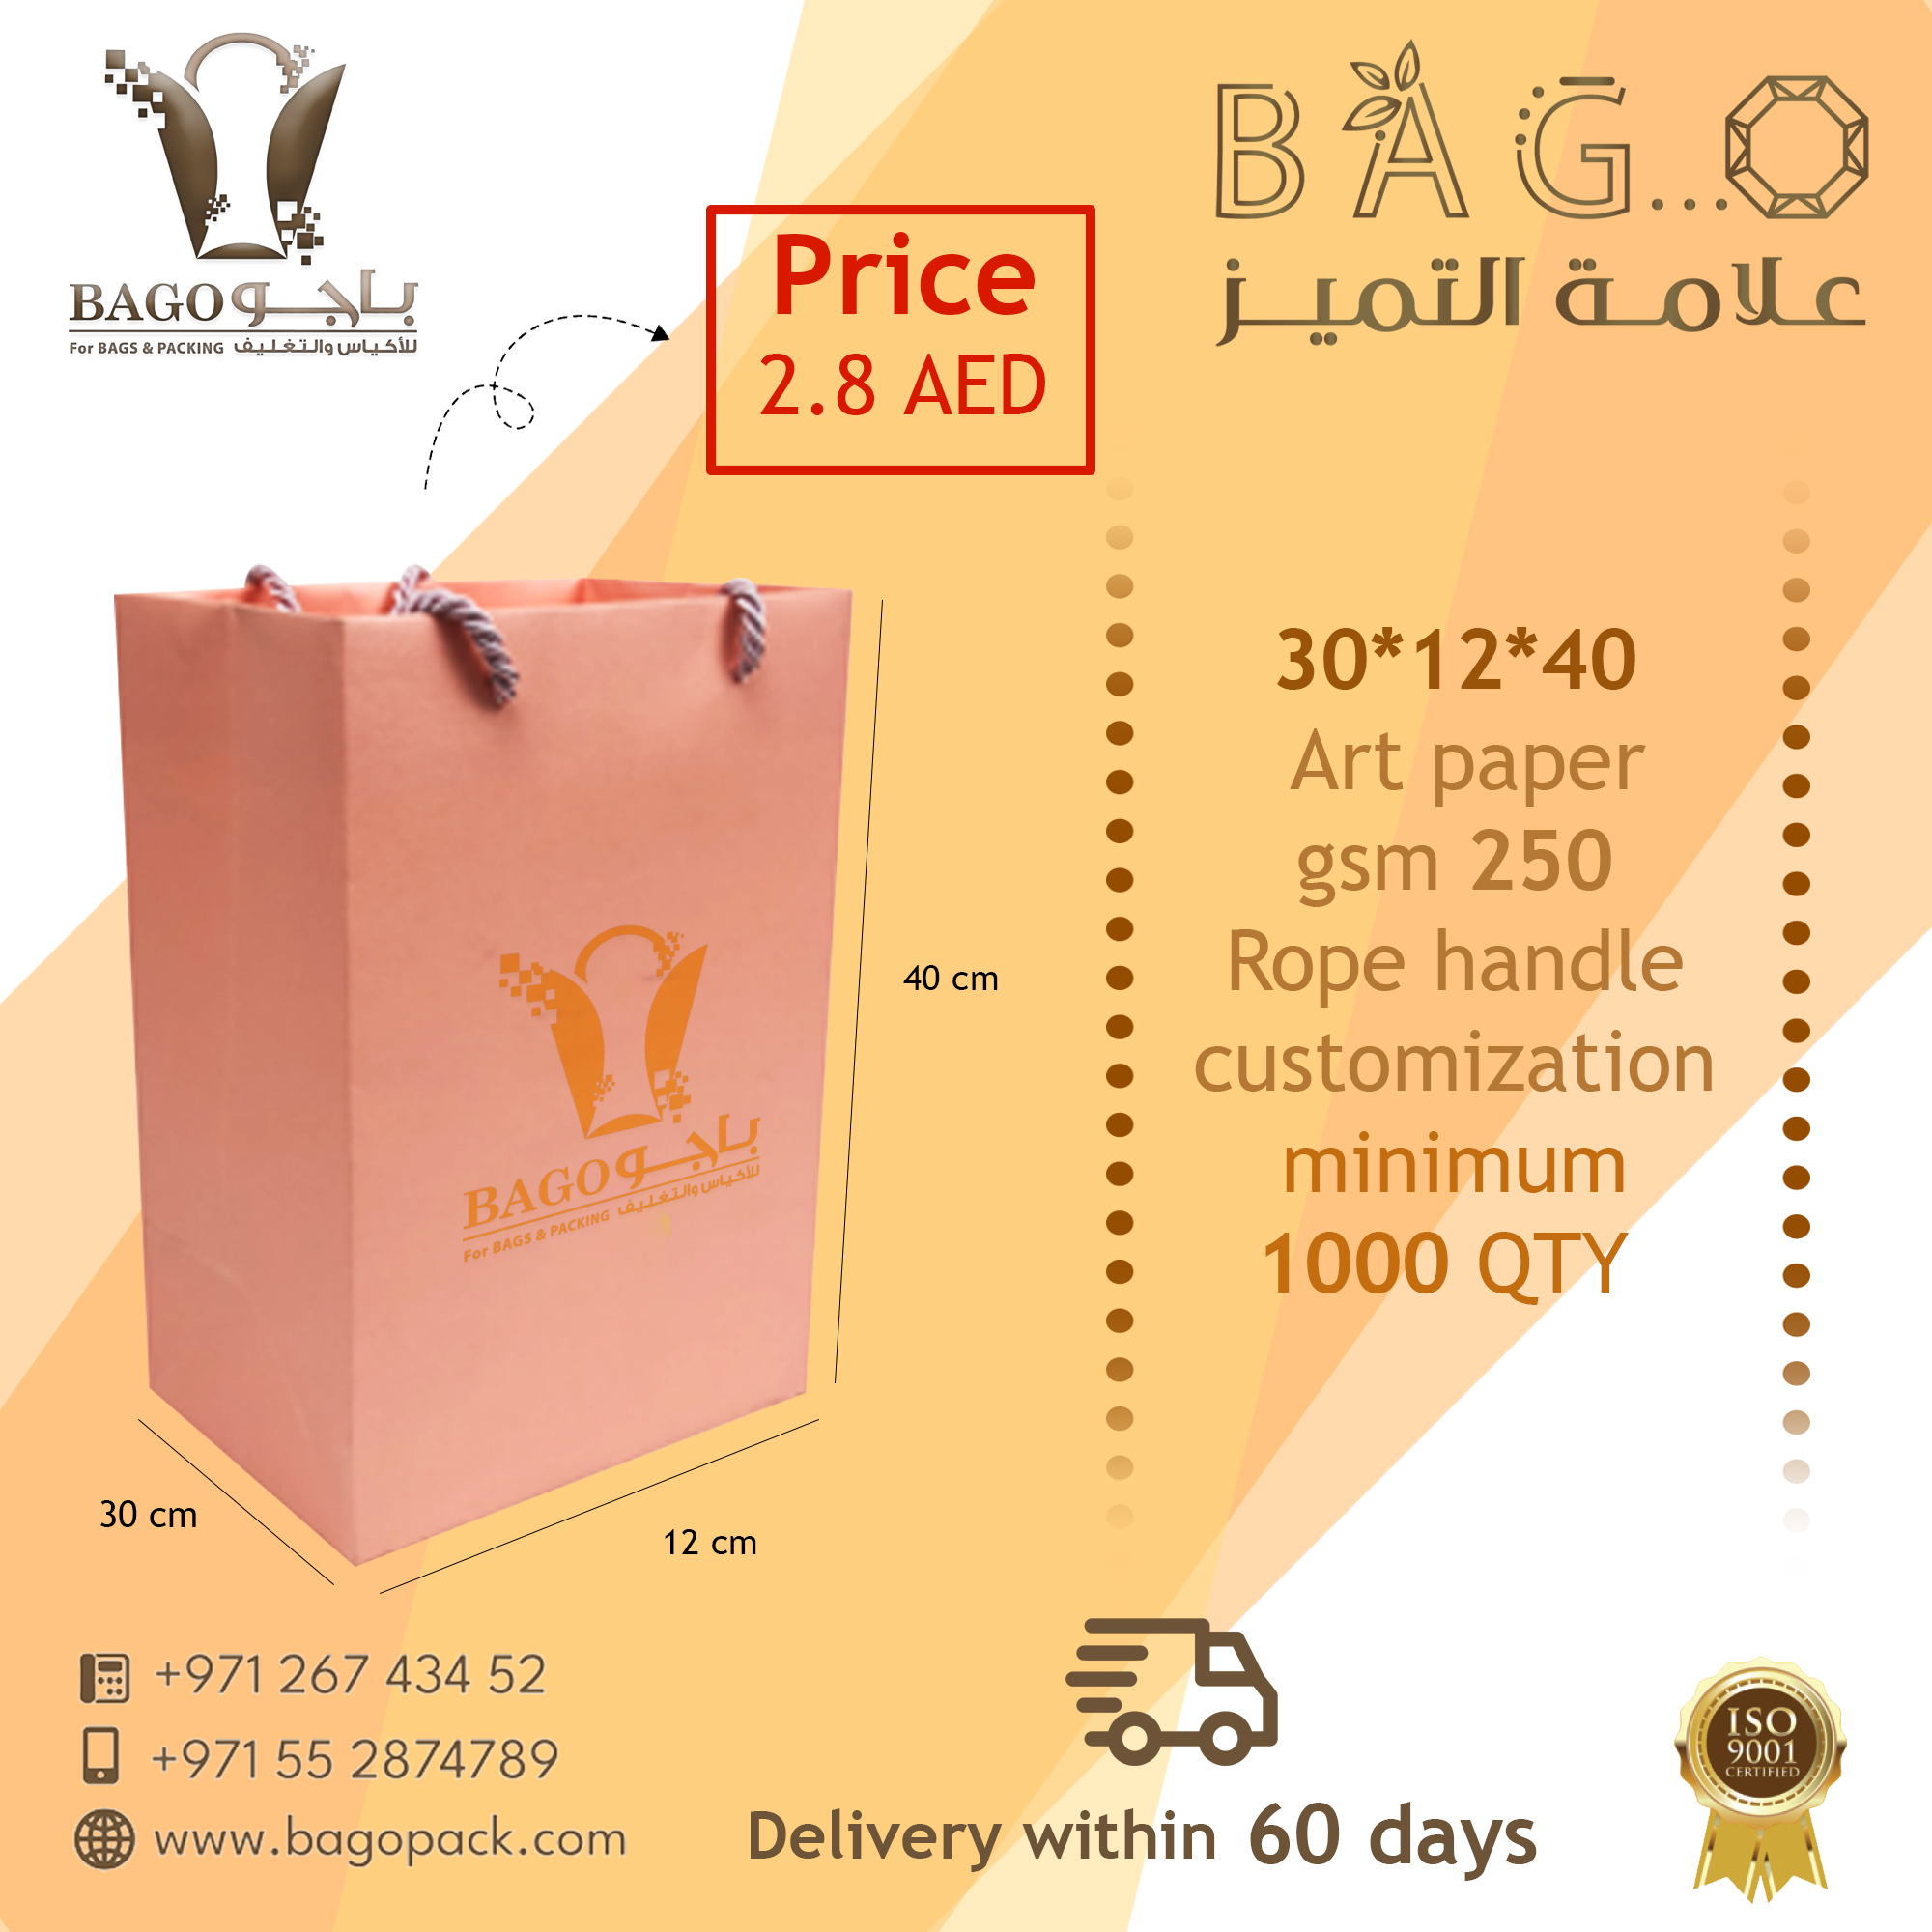 BAGO باجو
For BAGS & PACKING للأكياس والتغليف
BAG...O
علامة التميز
Price
2.8 AED
30*12*40
Art paper
gsm 250
Rope handle
customization
minimum
1000 QTY
40 cm
BAGO باجو
For BAGS & PACKING للأكياس والتغليف
30 cm
12 cm
+971 267 434 52
+971 55 2874789
www.bagopack.com
Delivery within 60 days
ISO
9001
CERTIFIED